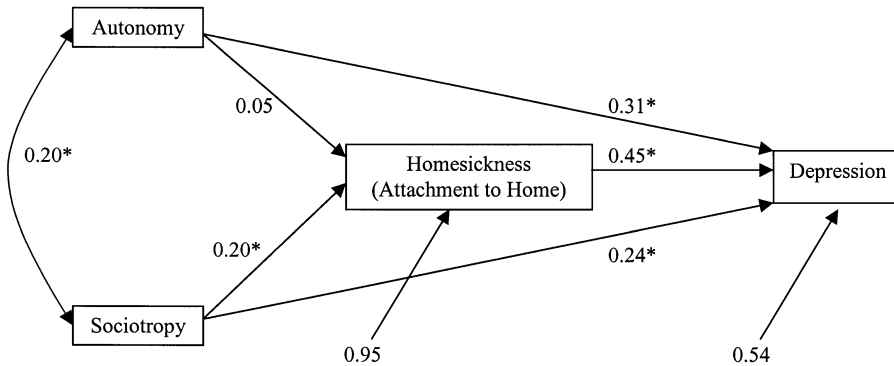 Autonomy
0.05
0.31*
0.20*
Homesickness
(Attachment to Home)
0.45*
Depression
0.20*
0.24*
Sociotropy
0.95
0.54